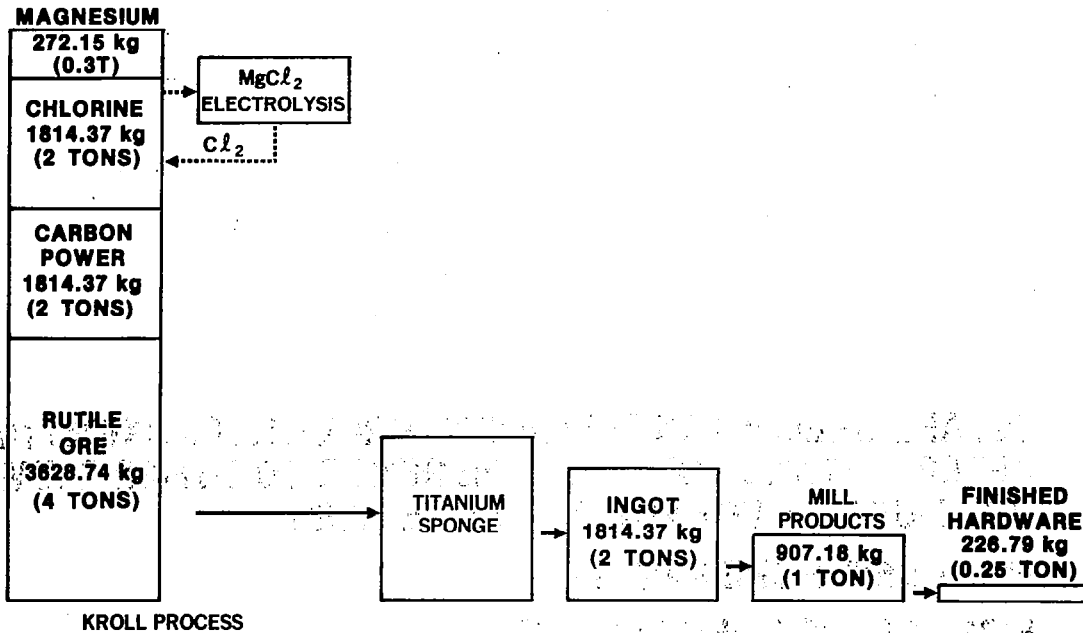 MAGNESIUM
272.15 kg
(0.3T)
CHLORINE
1814.37 kg
(2 TONS)
CARBON
POWER
1814.37 kg
(2 TONS)
RUTILE
ORE
3628.74 kg
(4 TONS)
KROLL PROCESS
MgCℓ₂
ELECTROLYSIS
Cℓ₂
TITANIUM
SPONGE
INGOT
1814.37 kg
(2 TONS)
MILL
PRODUCTS
907.18 kg
(1 TON)
FINISHED
HARDWARE
226.79 kg
(0.25 TON)